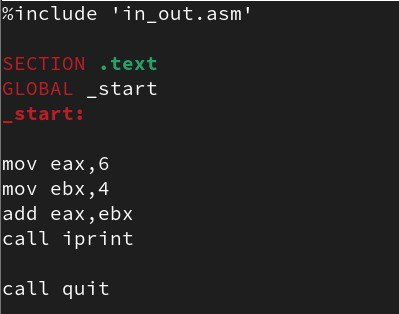 %include 'in_out.asm'
SECTION .text
GLOBAL _start
_start:
mov eax,6
mov ebx,4
add eax,ebx
call iprint
call quit